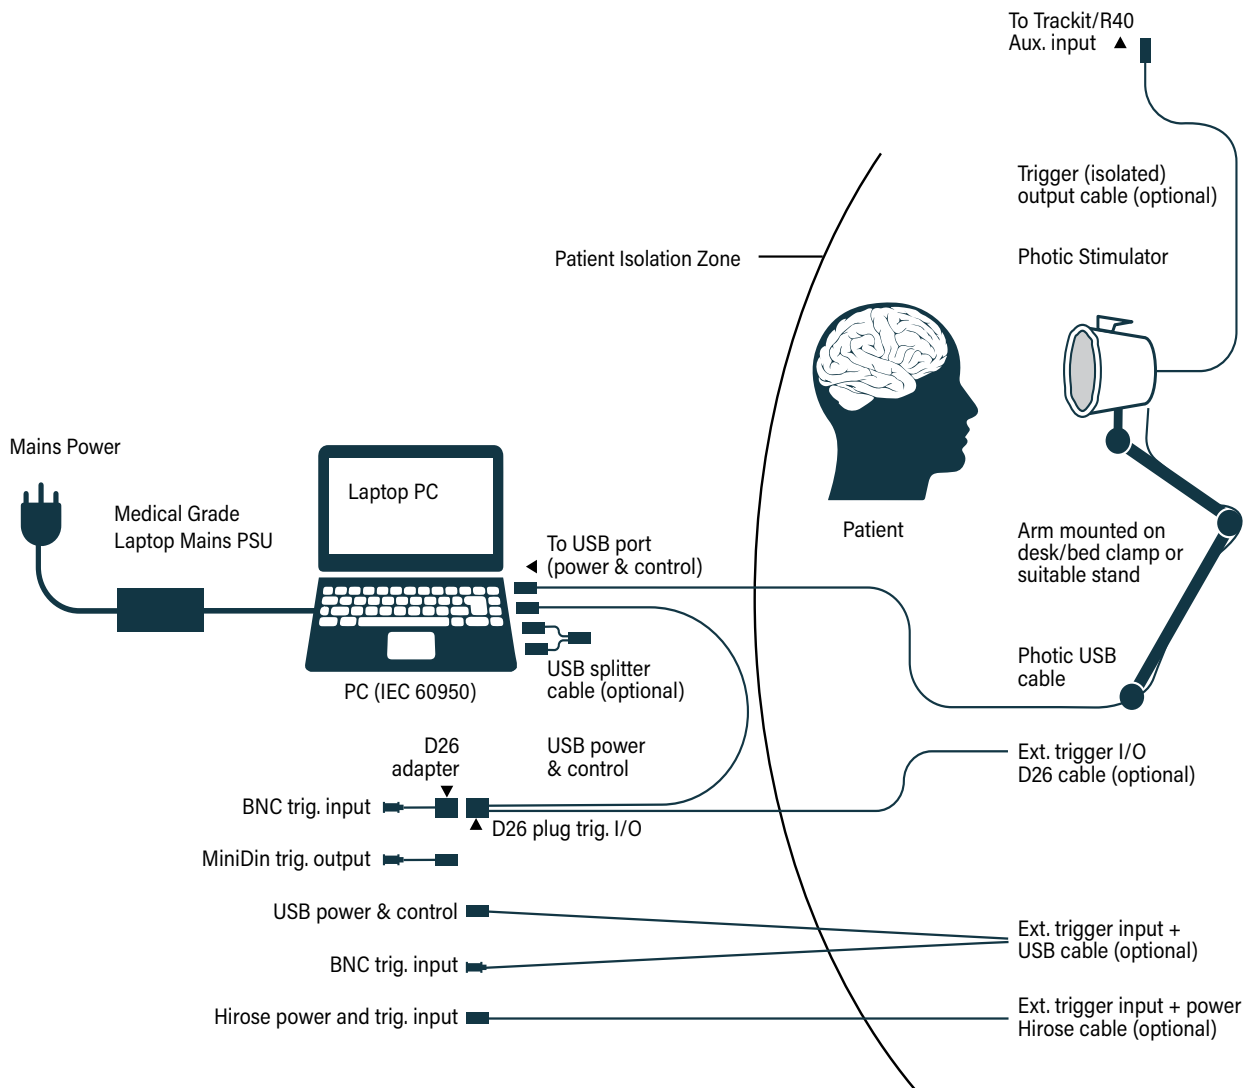 To Trackit/R40
Aux. input
Trigger (isolated)
output cable (optional)
Patient Isolation Zone
Photic Stimulator
Mains Power
Medical Grade
Laptop Mains PSU
Laptop PC
To USB port
(power & control)
Patient
Arm mounted on
desk/bed clamp or
suitable stand
PC (IEC 60950)
USB splitter
cable (optional)
Photic USB
cable
D26
adapter
USB power
& control
Ext. trigger I/O
D26 cable (optional)
BNC trig. input
D26 plug trig. I/O
MiniDin trig. output
USB power & control
BNC trig. input
Ext. trigger input +
USB cable (optional)
Hirose power and trig. input
Ext. trigger input + power
Hirose cable (optional)